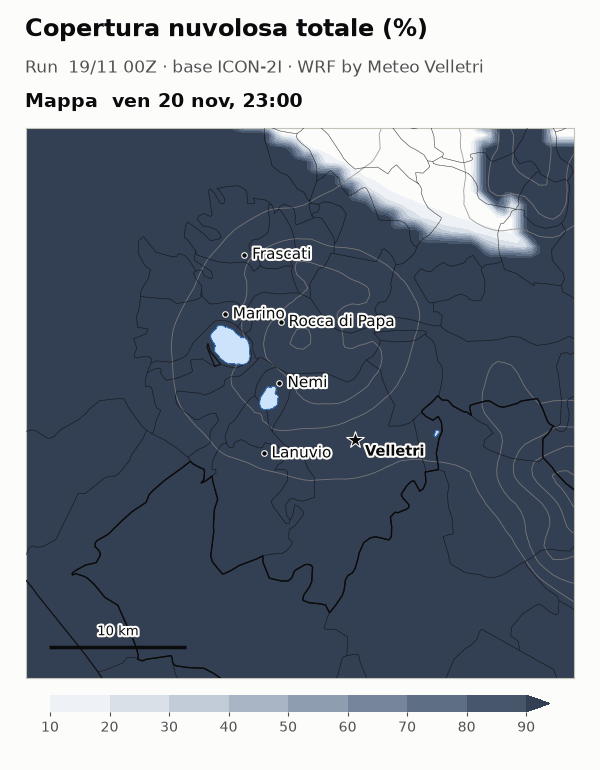 Copertura nuvolosa totale (%)
Run  19/11 00Z · base ICON-2I · WRF by Meteo Velletri
Mappa  ven 20 nov, 23:00
Frascati
Marino
Rocca di Papa
Nemi
Velletri
Lanuvio
10 km
10 20 30 40 50 60 70 80 90